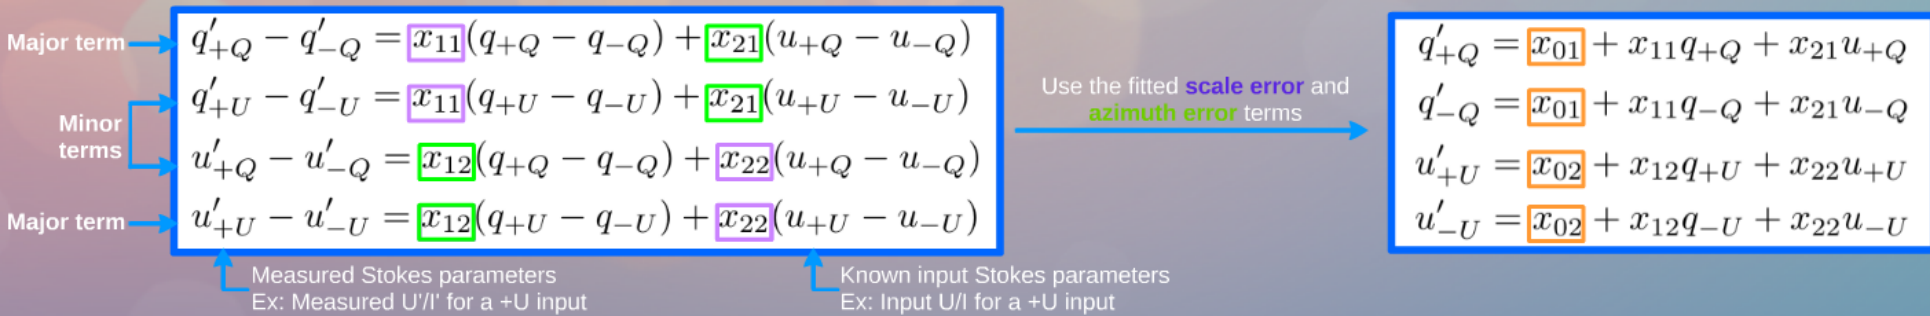 Major term
q'₊Q − q'₋Q = x₁₁(q₊Q − q₋Q) + x₂₁(u₊Q − u₋Q)
Minor
terms
q'₊U − q'₋U = x₁₁(q₊U − q₋U) + x₂₁(u₊U − u₋U)
u'₊Q − u'₋Q = x₁₂(q₊Q − q₋Q) + x₂₂(u₊Q − u₋Q)
Major term
u'₊U − u'₋U = x₁₂(q₊U − q₋U) + x₂₂(u₊U − u₋U)
Measured Stokes parameters
Ex: Measured U'/I' for a +U input
Known input Stokes parameters
Ex: Input U/I for a +U input
Use the fitted scale error and
azimuth error terms
q'₊Q = x₀₁ + x₁₁q₊Q + x₂₁u₊Q
q'₋Q = x₀₁ + x₁₁q₋Q + x₂₁u₋Q
u'₊U = x₀₂ + x₁₂q₊U + x₂₂u₊U
u'₋U = x₀₂ + x₁₂q₋U + x₂₂u₋U